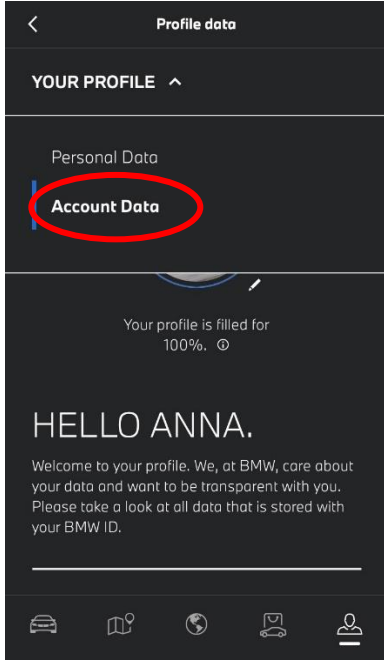 Profile data
YOUR PROFILE
Personal Data
Account Data
Your profile is filled for
100%.
HELLO ANNA.
Welcome to your profile. We, at BMW, care about
your data and want to be transparent with you.
Please take a look at all data that is stored with
your BMW ID.